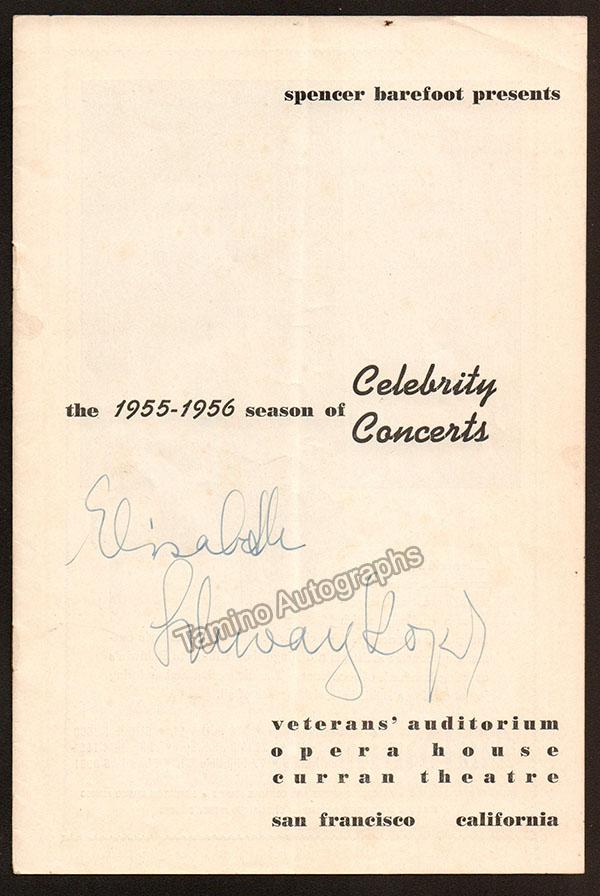 spencer barefoot presents
the 1955-1956 season of Celebrity Concerts
Elisabeth
Schwarzkopf
Tamino Autographs
veterans' auditorium
opera house
curran theatre
san francisco california